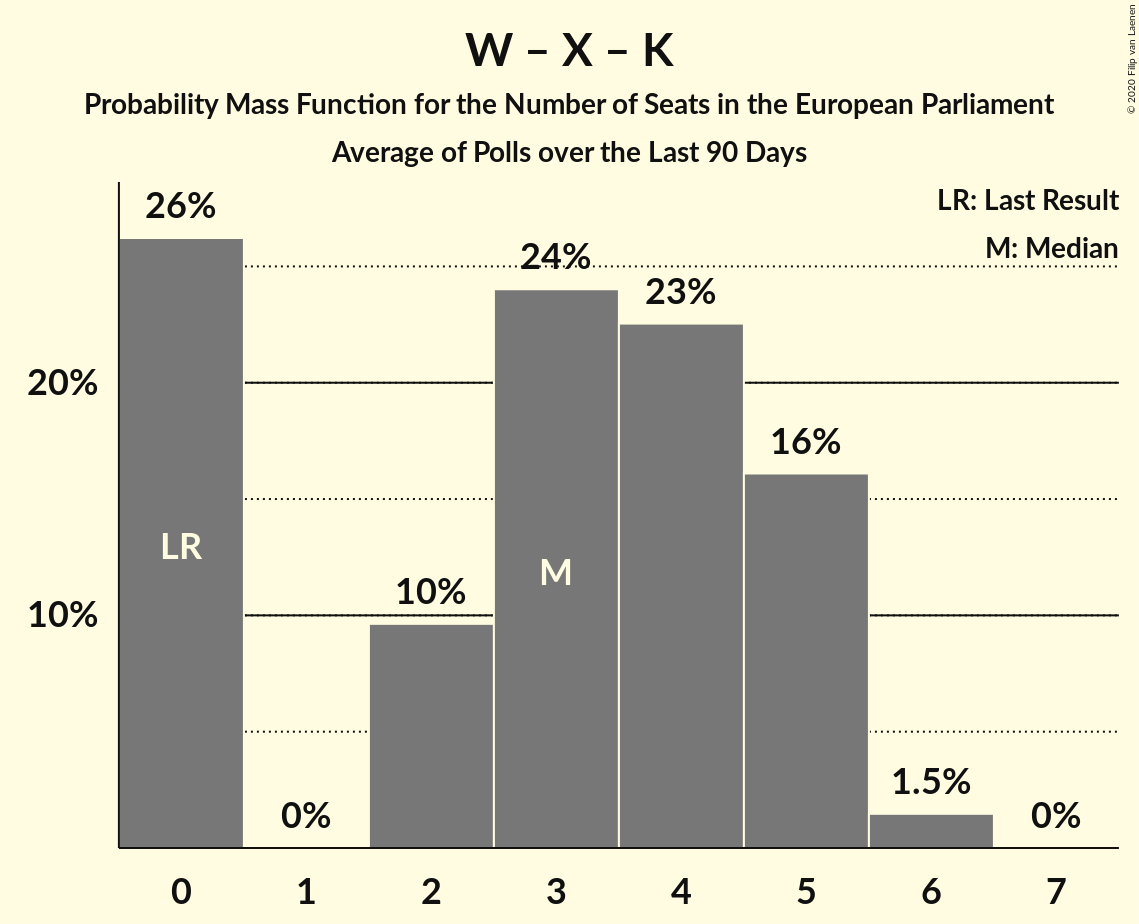 W – X – K
Probability Mass Function for the Number of Seats in the European Parliament
Average of Polls over the Last 90 Days
© 2020 Filip van Laenen
LR: Last Result
M: Median
26%
24%
23%
20%
16%
LR
M
10%
10%
1.5%
0%
0%
0 1 2 3 4 5 6 7